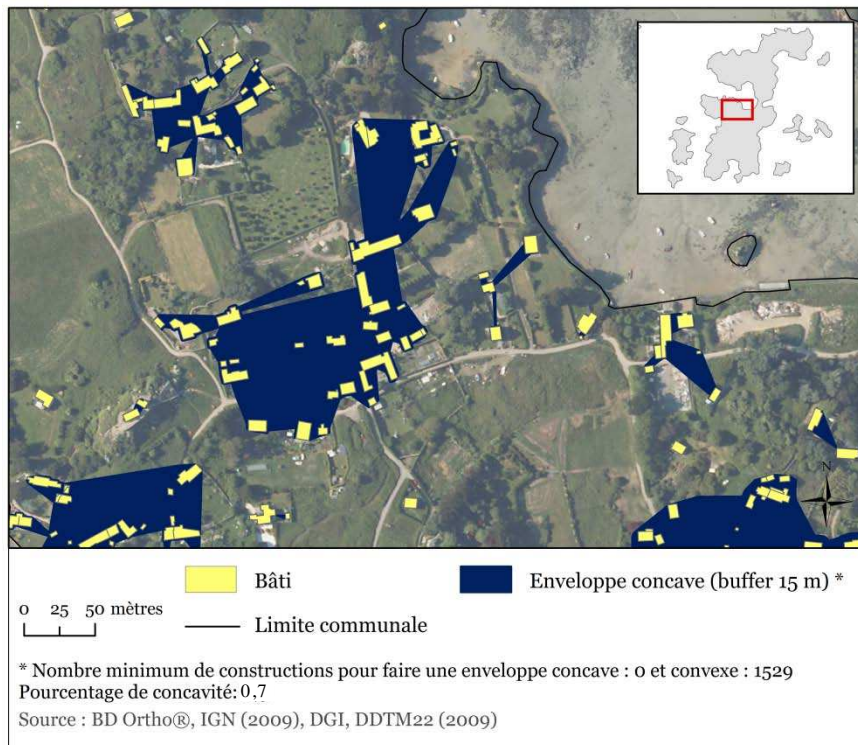 N
Bâti
Enveloppe concave (buffer 15 m) *
0 25 50 mètres
Limite communale
* Nombre minimum de constructions pour faire une enveloppe concave : 0 et convexe : 1529
Pourcentage de concavité: 0,7
Source : BD Ortho®, IGN (2009), DGI, DDTM22 (2009)